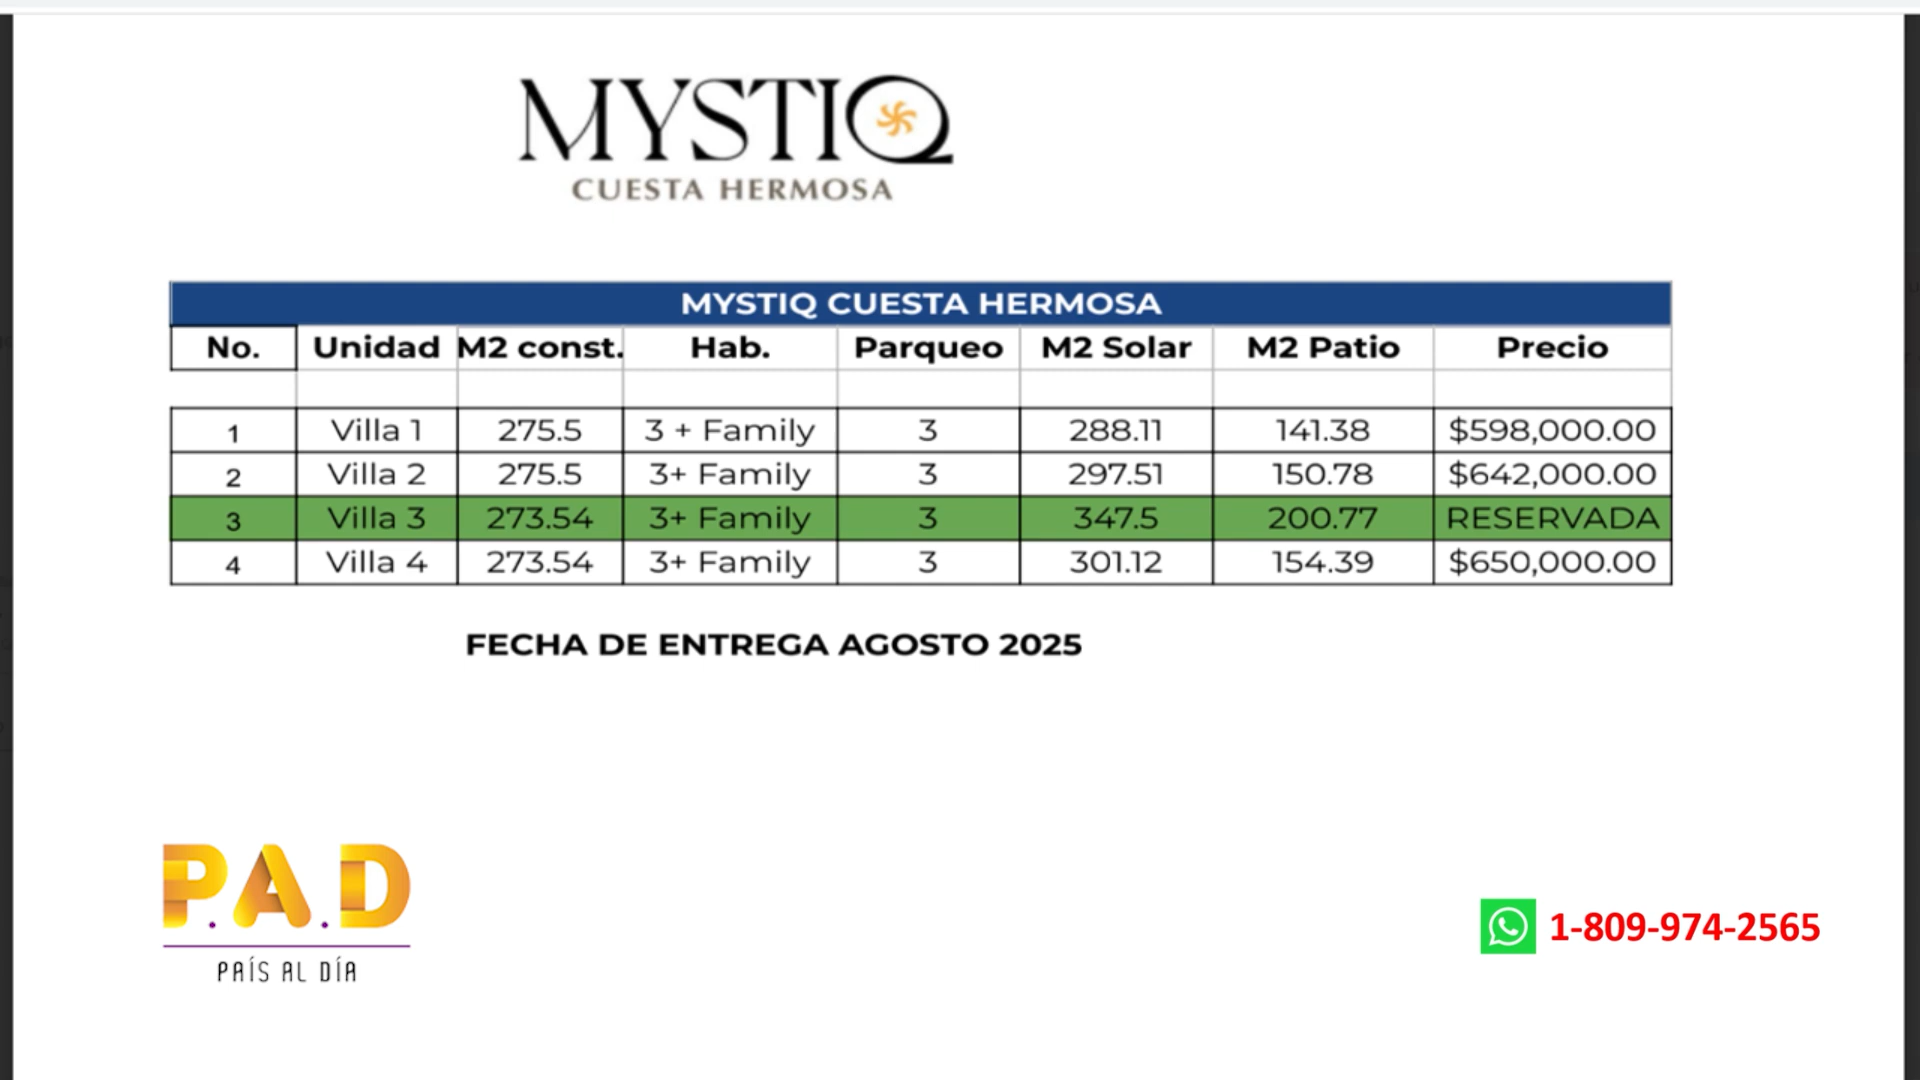 MYSTIQ
CUESTA HERMOSA
MYSTIQ CUESTA HERMOSA
No. Unidad M2 const. Hab. Parqueo M2 Solar M2 Patio Precio
1 Villa 1 275.5 3 + Family 3 288.11 141.38 $598,000.00
2 Villa 2 275.5 3+ Family 3 297.51 150.78 $642,000.00
3 Villa 3 273.54 3+ Family 3 347.5 200.77 RESERVADA
4 Villa 4 273.54 3+ Family 3 301.12 154.39 $650,000.00
FECHA DE ENTREGA AGOSTO 2025
P.A.D
PAÍS AL DÍA
1-809-974-2565